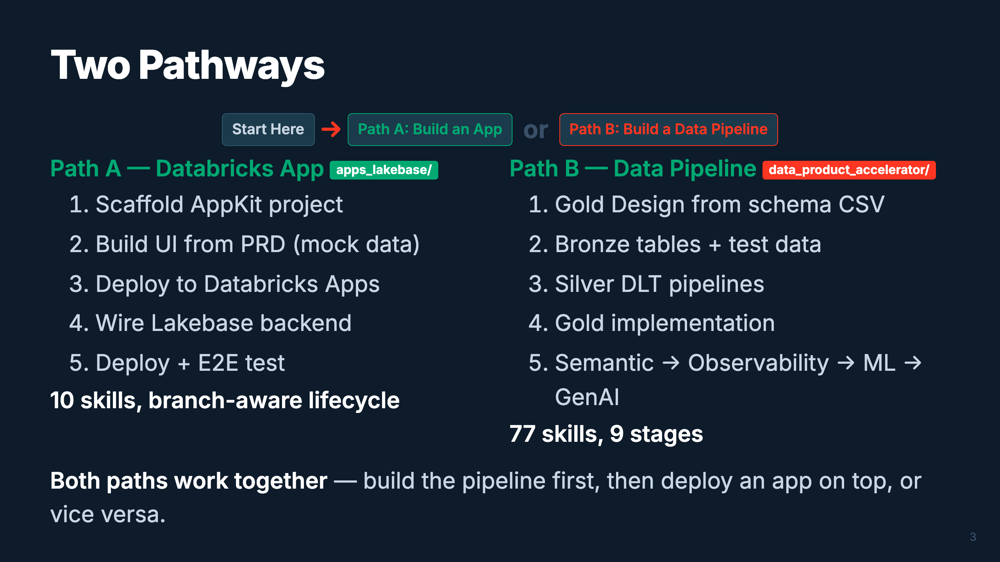 Two Pathways
Start Here → Path A: Build an App or Path B: Build a Data Pipeline
Path A — Databricks App apps_lakebase/
1. Scaffold AppKit project
2. Build UI from PRD (mock data)
3. Deploy to Databricks Apps
4. Wire Lakebase backend
5. Deploy + E2E test
10 skills, branch-aware lifecycle
Path B — Data Pipeline data_product_accelerator/
1. Gold Design from schema CSV
2. Bronze tables + test data
3. Silver DLT pipelines
4. Gold implementation
5. Semantic → Observability → ML →
GenAI
77 skills, 9 stages
Both paths work together — build the pipeline first, then deploy an app on top, or
vice versa.
3